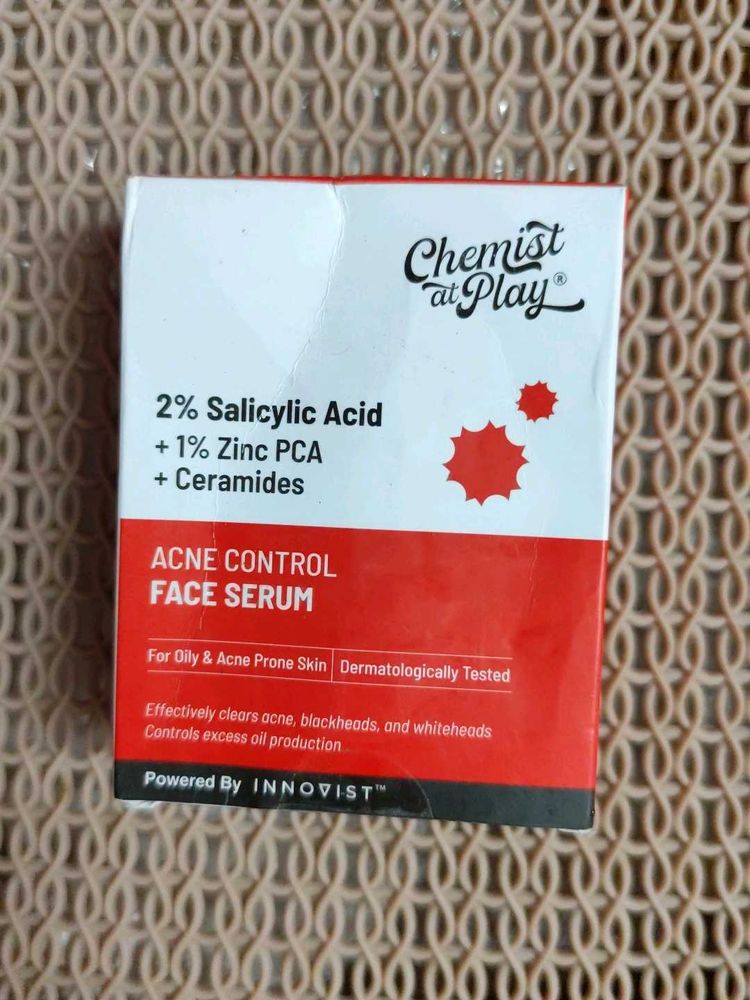 Chemist
at Play®
2% Salicylic Acid
+ 1% Zinc PCA
+ Ceramides
ACNE CONTROL
FACE SERUM
For Oily & Acne Prone Skin | Dermatologically Tested
Effectively clears acne, blackheads, and whiteheads
Controls excess oil production
Powered By INNOVIST™